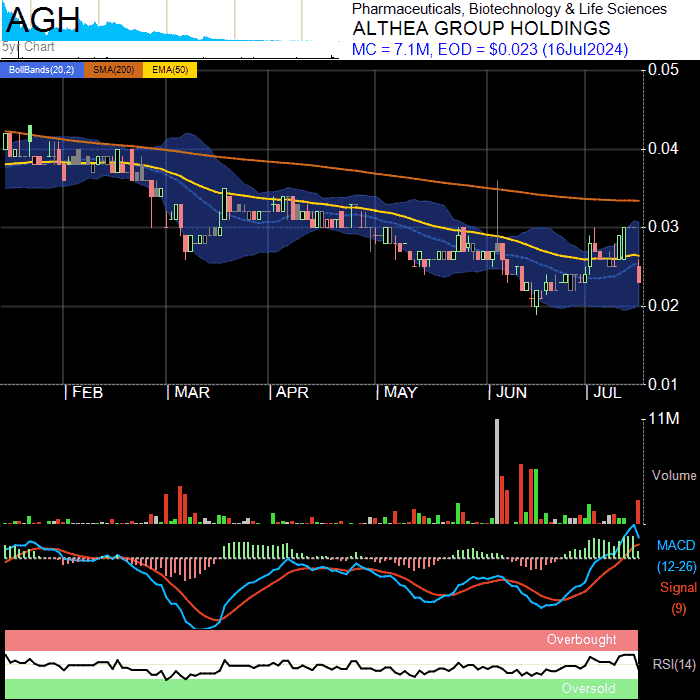 AGH
5yr Chart
Pharmaceuticals, Biotechnology & Life Sciences
ALTHEA GROUP HOLDINGS
MC = 7.1M, EOD = $0.023 (16Jul2024)
BollBands(20,2) SMA(200) EMA(50)
0.05
0.04
0.03
0.02
0.01
FEB MAR APR MAY JUN JUL
11M
Volume
MACD
(12-26)
Signal
(9)
Overbought
RSI(14)
Oversold